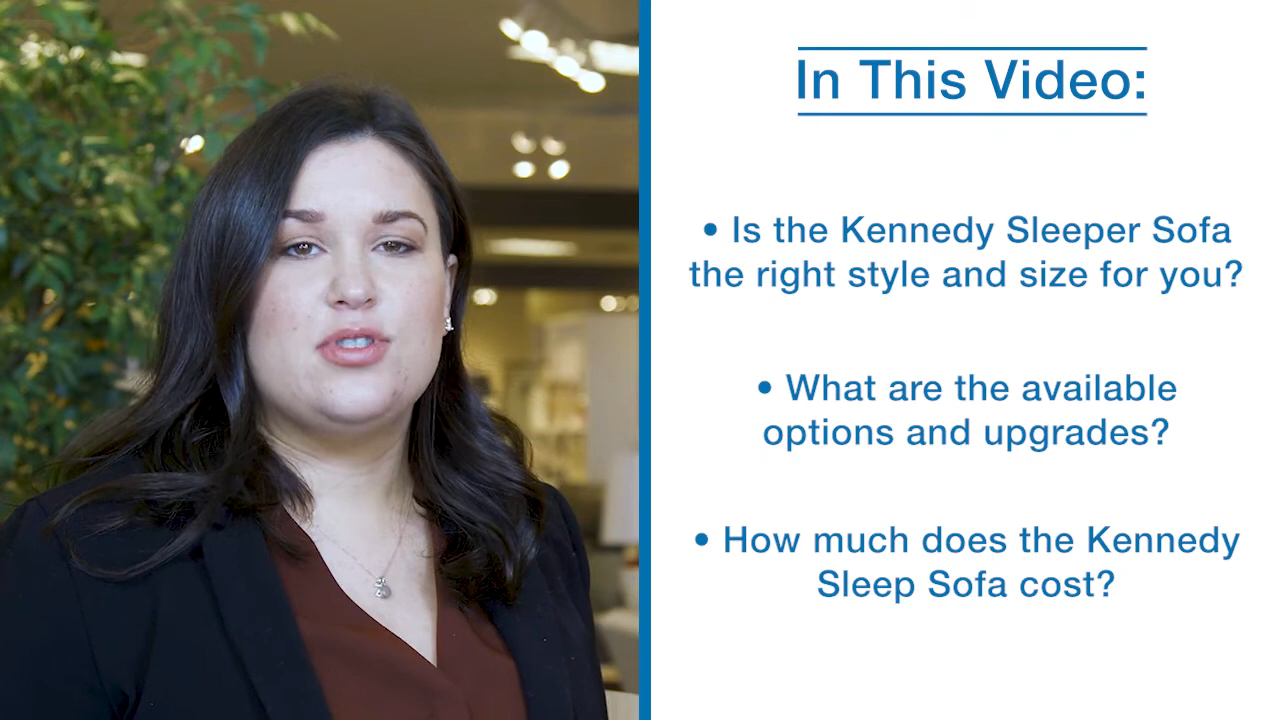 In This Video:
• Is the Kennedy Sleeper Sofa
the right style and size for you?
• What are the available
options and upgrades?
• How much does the Kennedy
Sleep Sofa cost?